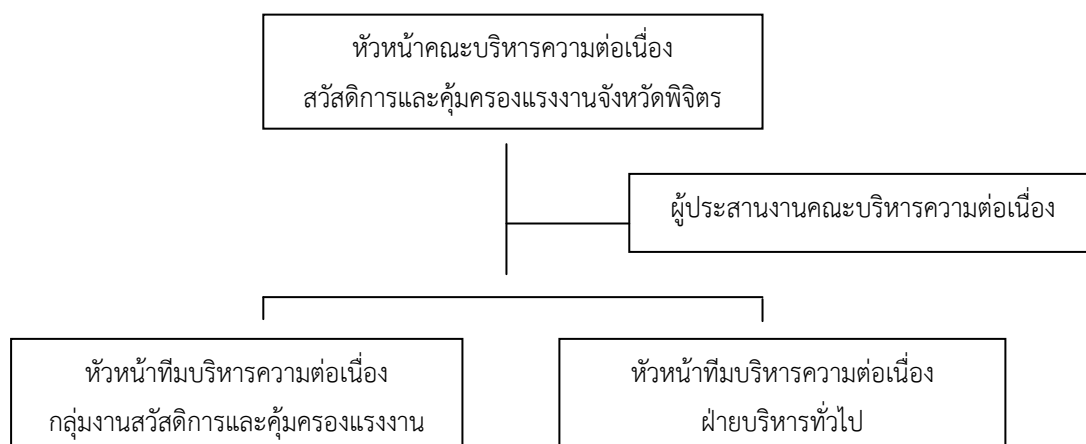 หัวหน้าคณะบริหารความต่อเนื่อง
สวัสดิการและคุ้มครองแรงงานจังหวัดพิจิตร
ผู้ประสานงานคณะบริหารความต่อเนื่อง
หัวหน้าทีมบริหารความต่อเนื่อง
กลุ่มงานสวัสดิการและคุ้มครองแรงงาน
หัวหน้าทีมบริหารความต่อเนื่อง
ฝ่ายบริหารทั่วไป